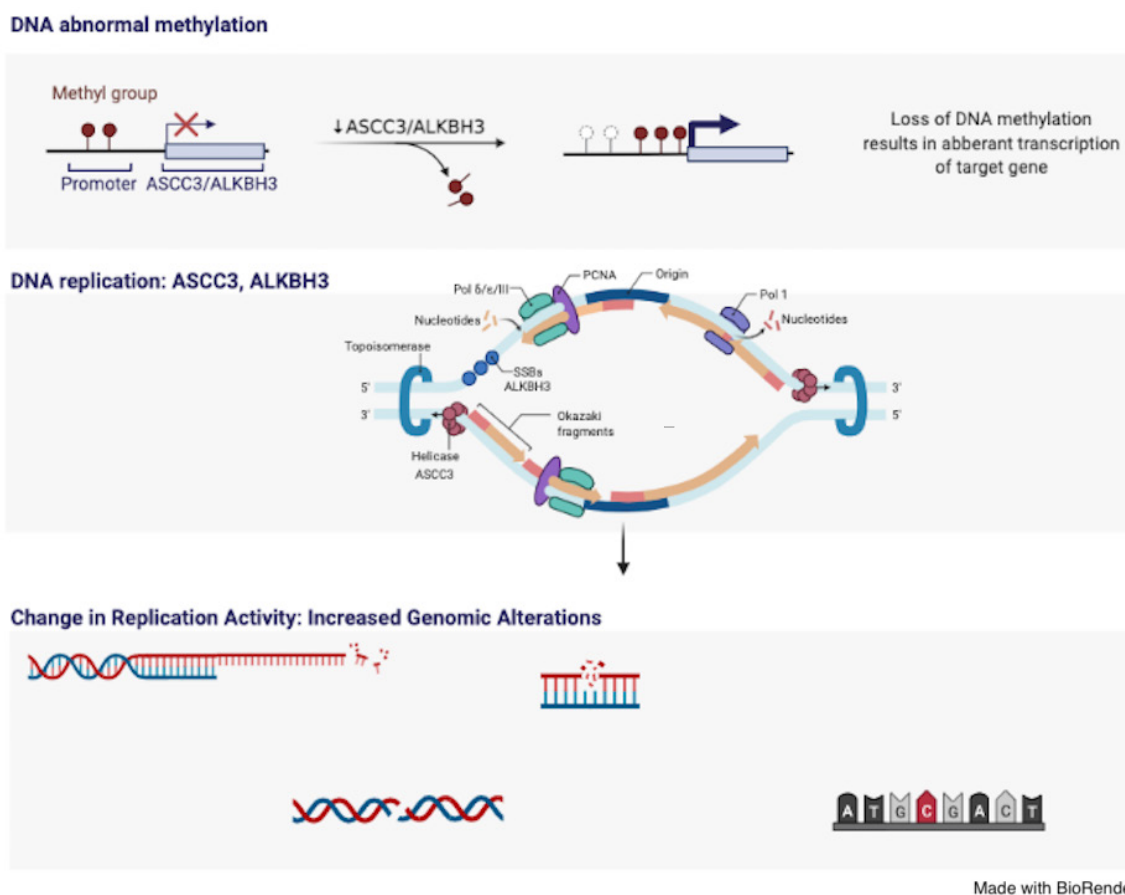 DNA abnormal methylation
Methyl group
Promoter
ASCC3/ALKBH3
↓ASCC3/ALKBH3
Loss of DNA methylation
results in abberant transcription
of target gene
DNA replication: ASCC3, ALKBH3
Pol δ/ε/III
PCNA
Origin
Pol 1
Nucleotides
Nucleotides
Topoisomerase
SSBs
ALKBH3
5'
3'
3'
5'
Okazaki
fragments
Helicase
ASCC3
Change in Replication Activity: Increased Genomic Alterations
A T G C G A C T
Made with BioRende